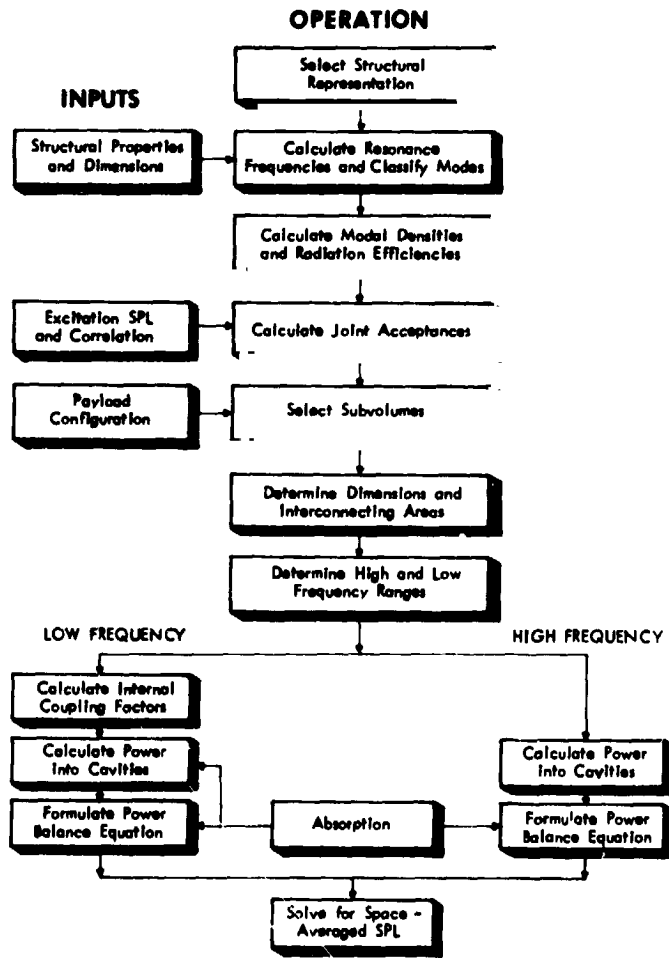 OPERATION
Select Structural
Representation
INPUTS
Structural Properties
and Dimensions
Calculate Resonance
Frequencies and Classify Modes
Calculate Modal Densities
and Radiation Efficiencies
Excitation SPL
and Correlation
Calculate Joint Acceptances
Payload
Configuration
Select Subvolumes
Determine Dimensions and
Interconnecting Areas
Determine High and Low
Frequency Ranges
LOW FREQUENCY
HIGH FREQUENCY
Calculate Internal
Coupling Factors
Calculate Power
into Cavities
Calculate Power
into Cavities
Formulate Power
Balance Equation
Absorption
Formulate Power
Balance Equation
Solve for Space -
Averaged SPL